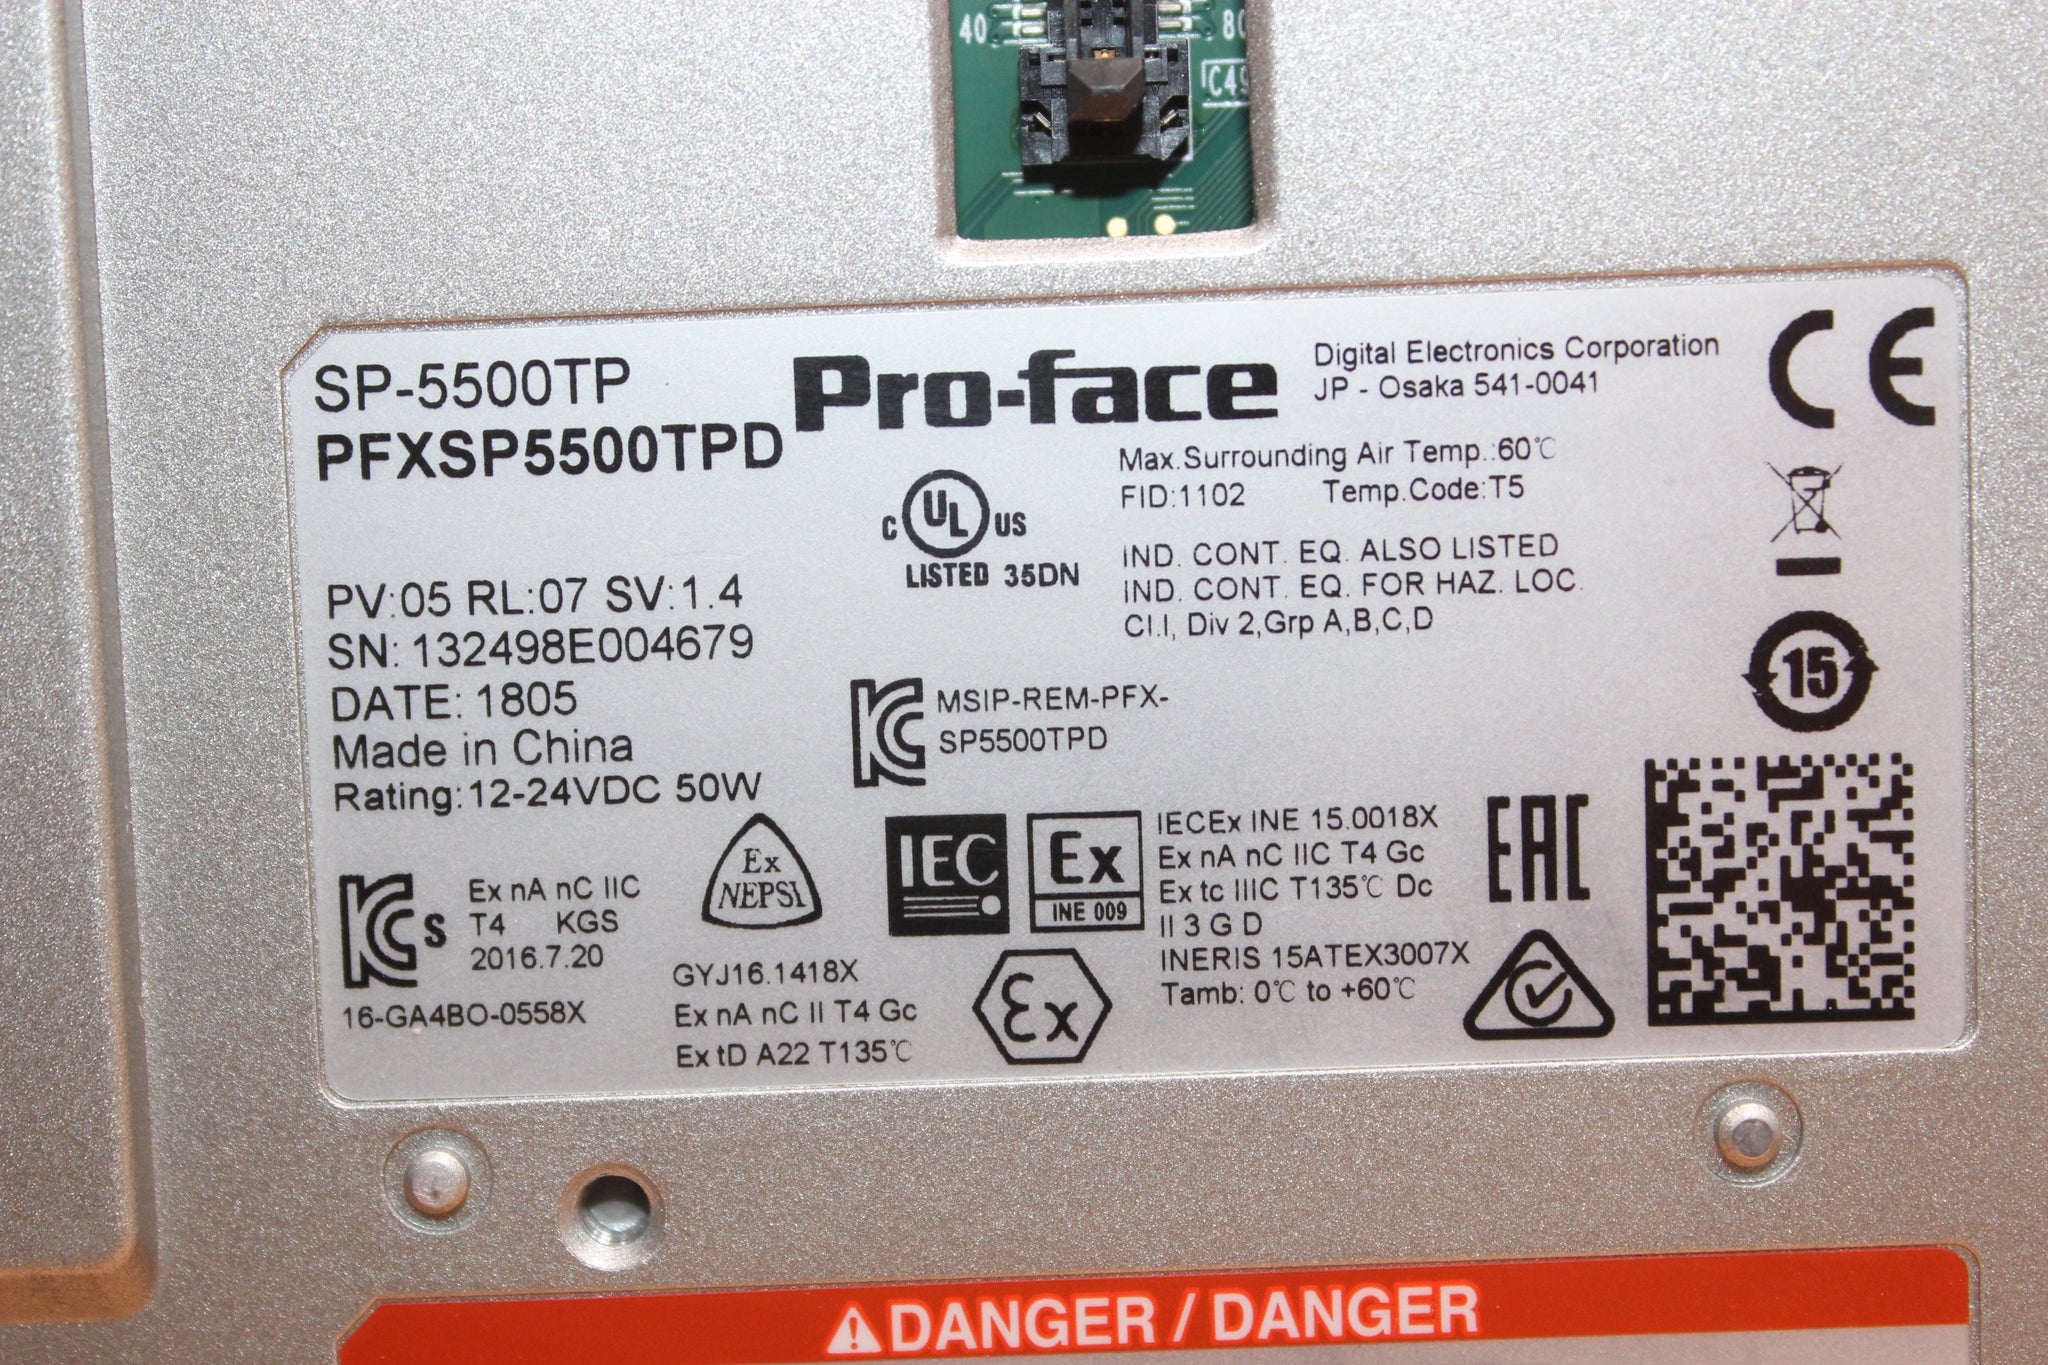 40
80
C49
SP-5500TP
PFXSP5500TPD
Pro-face
Digital Electronics Corporation
JP - Osaka 541-0041
CE
Max.Surrounding Air Temp.:60℃
FID:1102 Temp.Code:T5
C UL US
LISTED 35DN
IND. CONT. EQ. ALSO LISTED
IND. CONT. EQ. FOR HAZ. LOC.
Cl.I, Div 2,Grp A,B,C,D
PV:05 RL:07 SV:1.4
SN: 132498E004679
DATE: 1805
Made in China
Rating:12-24VDC 50W
KC
MSIP-REM-PFX-
SP5500TPD
15
KCs
Ex nA nC IIC
T4 KGS
2016.7.20
16-GA4BO-0558X
Ex
NEPSI
GYJ16.1418X
Ex nA nC II T4 Gc
Ex tD A22 T135℃
IEC
Ex
INE 009
Ex
IECEx INE 15.0018X
Ex nA nC IIC T4 Gc
Ex tc IIIC T135℃ Dc
II 3 G D
INERIS 15ATEX3007X
Tamb: 0℃ to +60℃
EAC
DANGER / DANGER